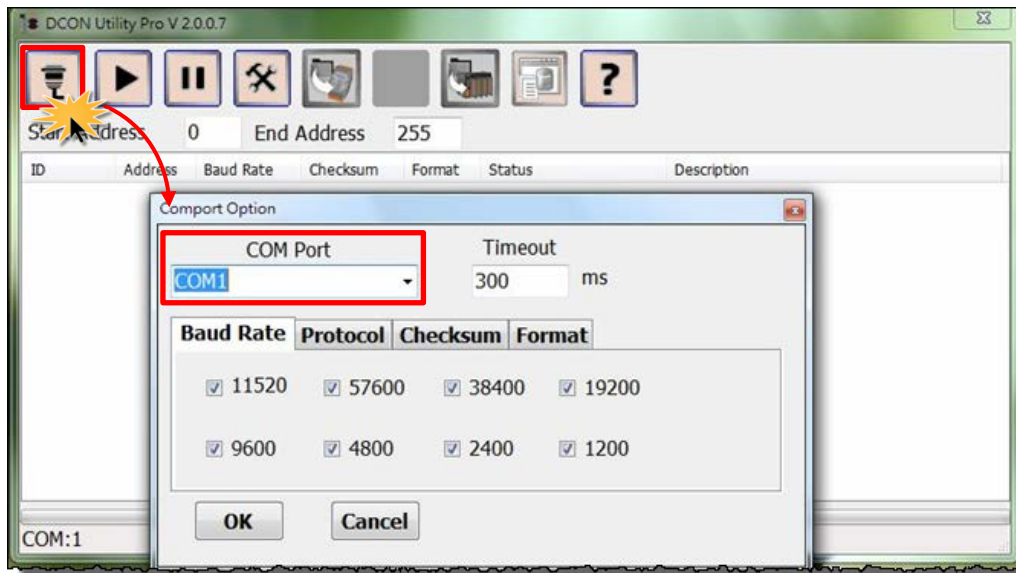 DCON Utility Pro V 2.0.0.7
?
Start Address 0 End Address 255
ID Address Baud Rate Checksum Format Status Description
Comport Option
COM Port Timeout
COM1 300 ms
Baud Rate Protocol Checksum Format
11520 57600 38400 19200
9600 4800 2400 1200
OK Cancel
COM:1